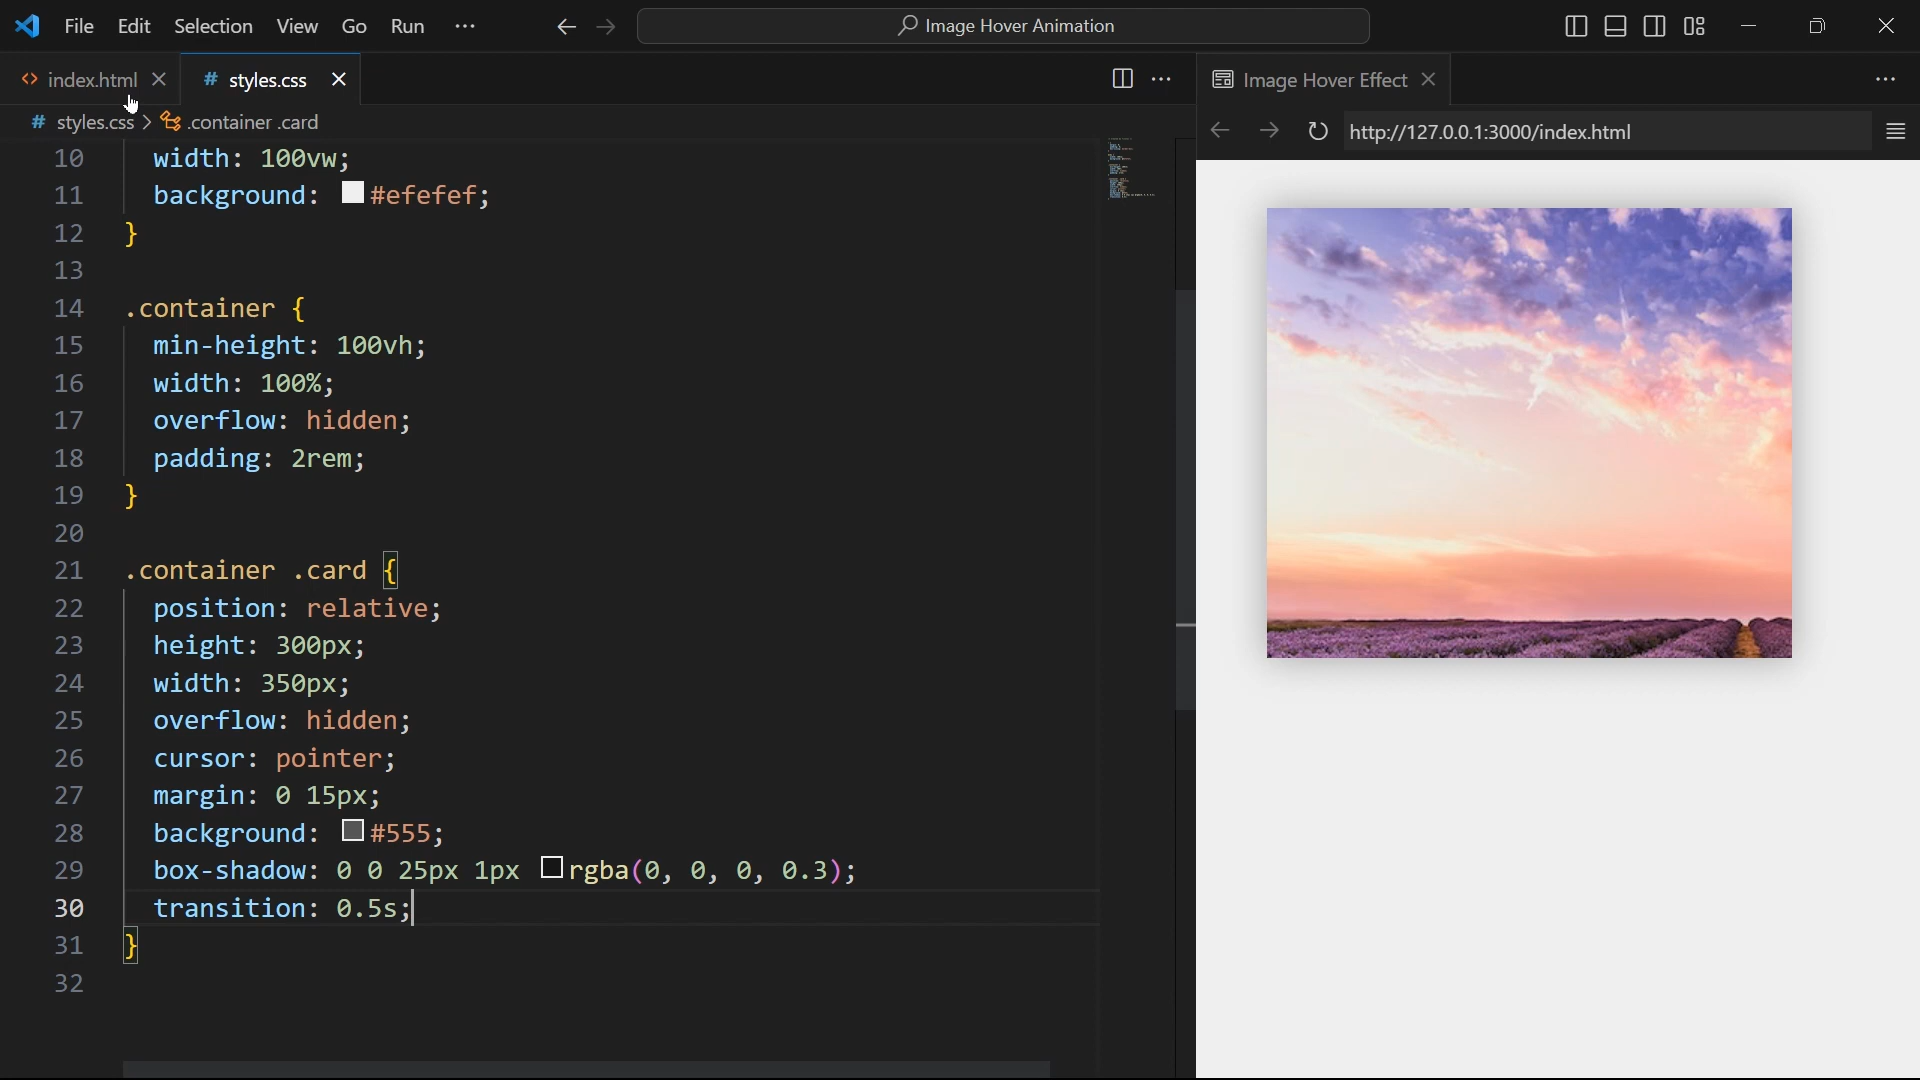 File Edit Selection View Go Run ··· Image Hover Animation
index.html # styles.css ··· Image Hover Effect ···
# styles.css > .container .card
http://127.0.0.1:3000/index.html
10 width: 100vw;
11 background: #efefef;
12 }
13
14 .container {
15 min-height: 100vh;
16 width: 100%;
17 overflow: hidden;
18 padding: 2rem;
19 }
20
21 .container .card {
22 position: relative;
23 height: 300px;
24 width: 350px;
25 overflow: hidden;
26 cursor: pointer;
27 margin: 0 15px;
28 background: #555;
29 box-shadow: 0 0 25px 1px rgba(0, 0, 0, 0.3);
30 transition: 0.5s;
31 }
32